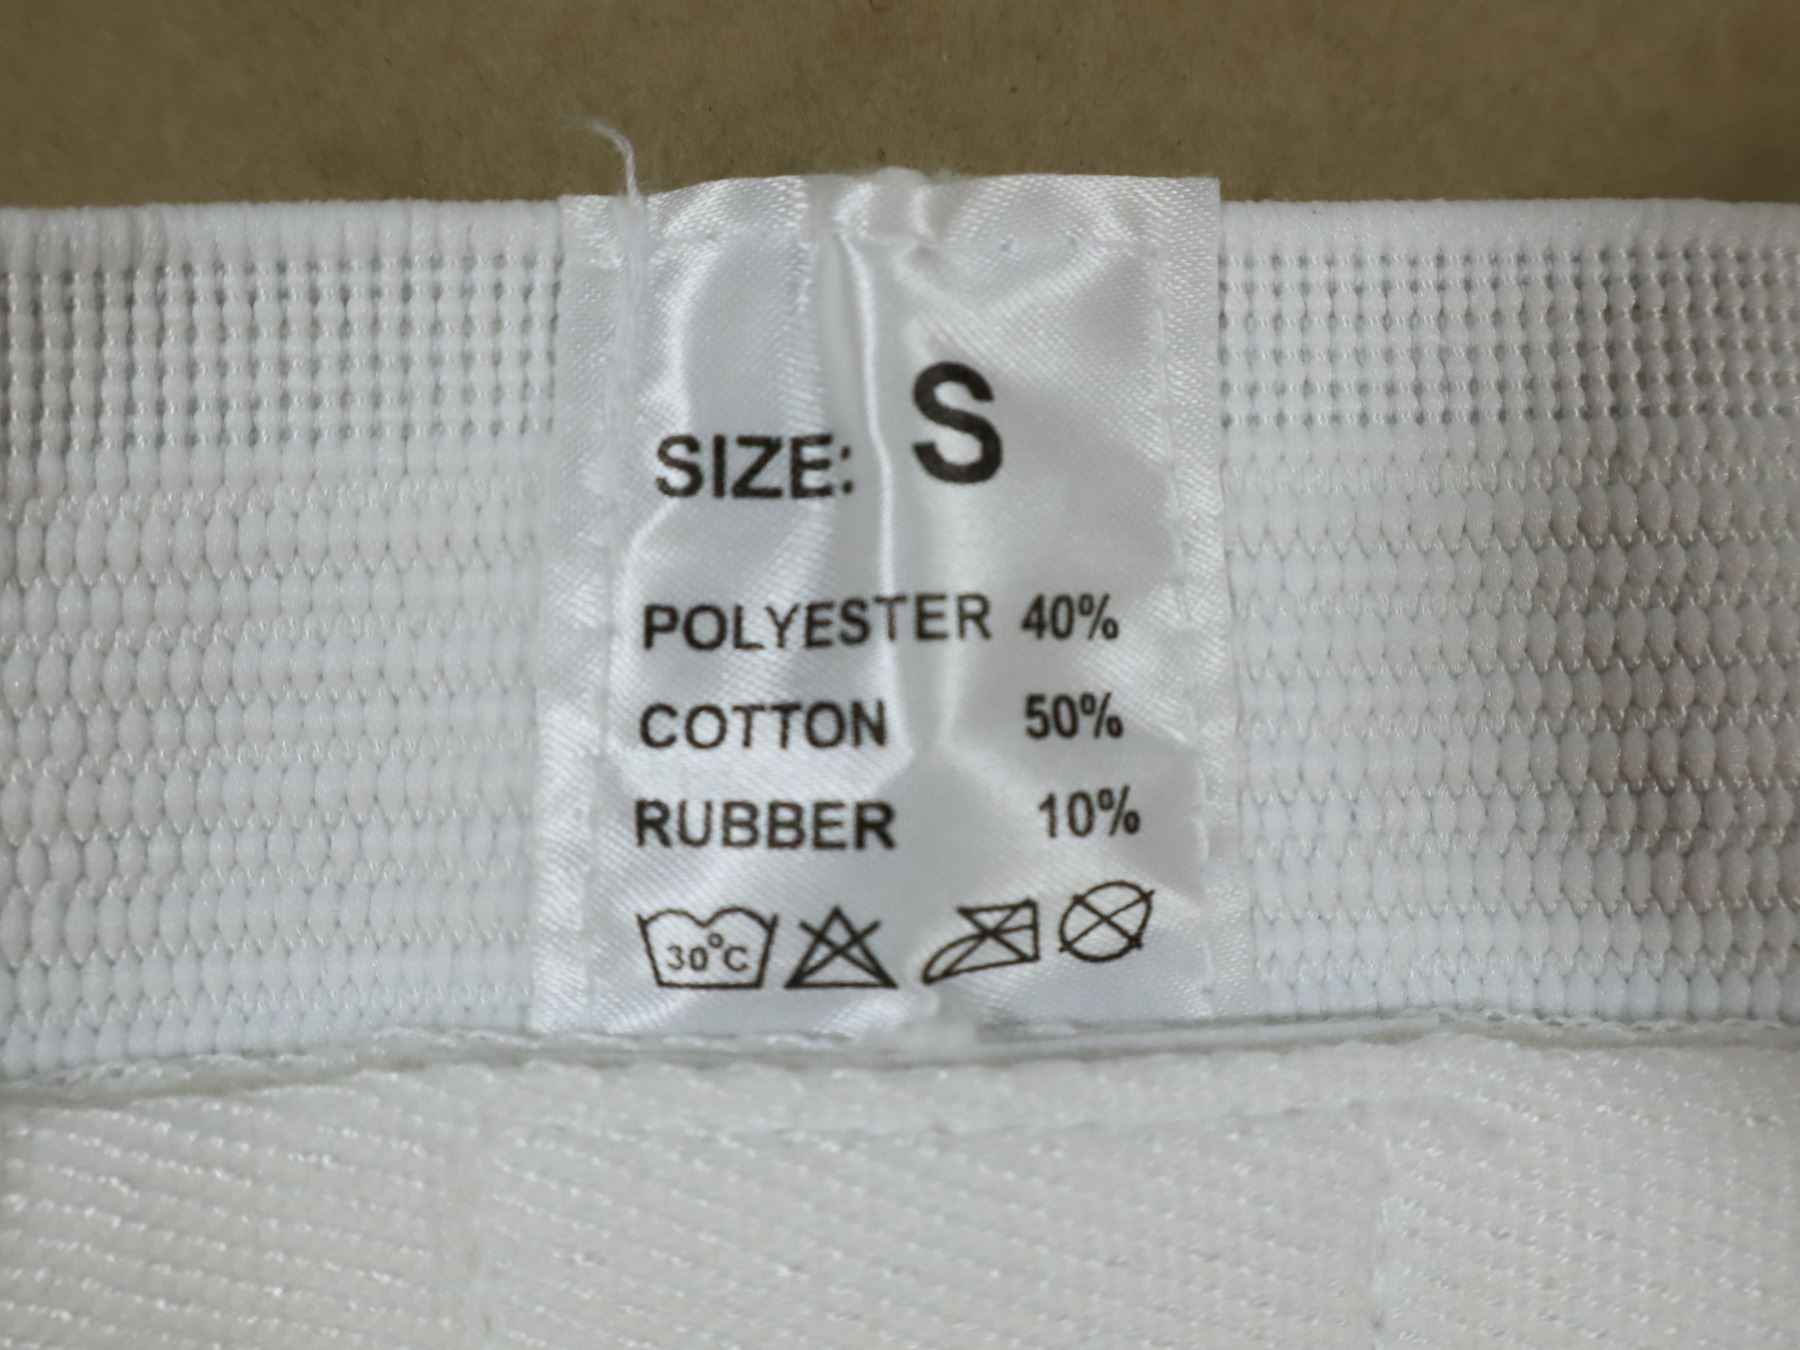 SIZE: S
POLYESTER 40%
COTTON 50%
RUBBER 10%
30°C